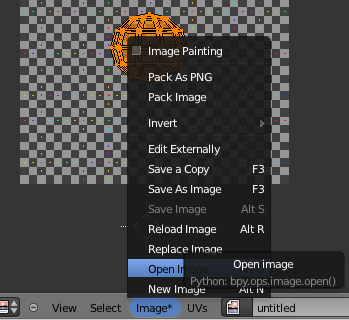 Image Painting
Pack As PNG
Pack Image
Invert
Edit Externally
Save a Copy F3
Save As Image F3
Save Image Alt S
Reload Image Alt R
Replace Image
Open Image
Open image
Python: bpy.ops.image.open()
New Image Alt N
View Select Image* UVs untitled